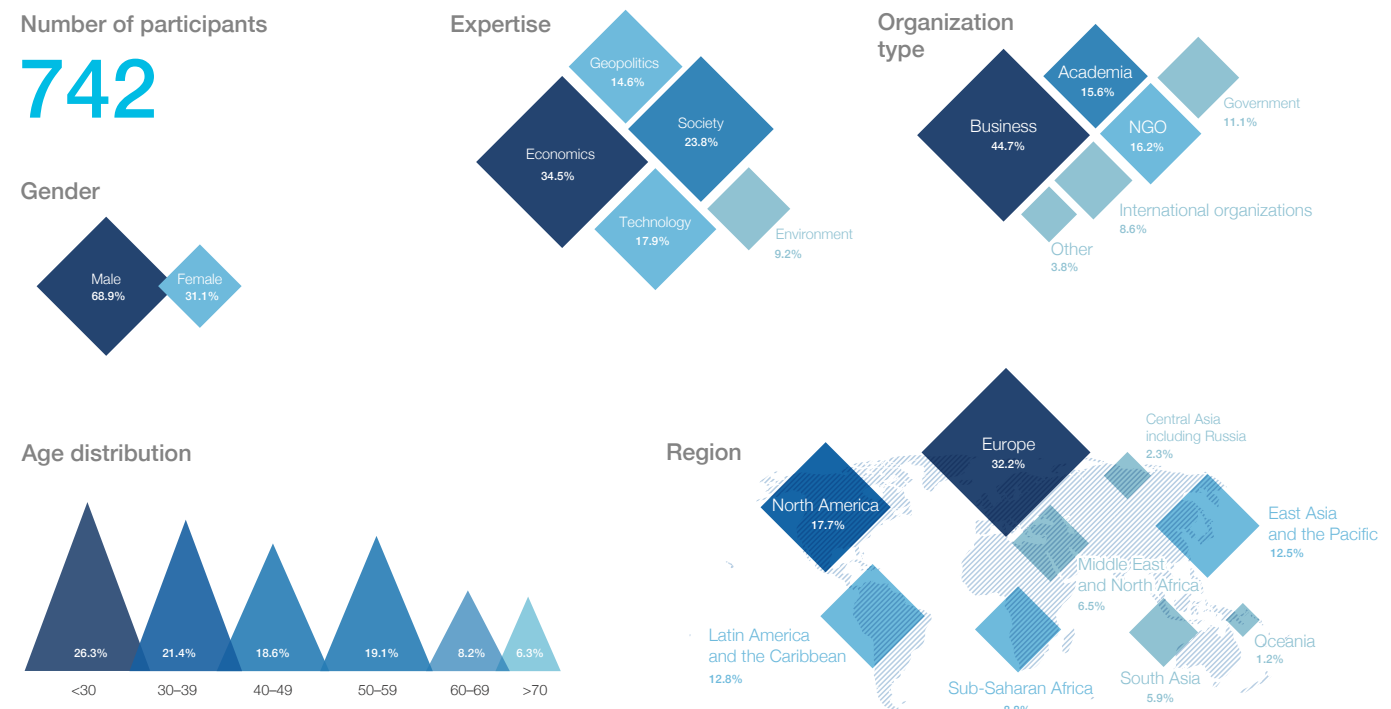 Number of participants
742
Gender
Male
68.9%
Female
31.1%
Expertise
Geopolitics
14.6%
Society
23.8%
Economics
34.5%
Technology
17.9%
Environment
9.2%
Organization
type
Academia
15.6%
Government
11.1%
Business
44.7%
NGO
16.2%
International organizations
8.6%
Other
3.8%
Age distribution
26.3%
21.4%
18.6%
19.1%
8.2%
6.3%
<30
30–39
40–49
50–59
60–69
>70
Region
Europe
32.2%
Central Asia
including Russia
2.3%
North America
17.7%
East Asia
and the Pacific
12.5%
Middle East
and North Africa
6.5%
Latin America
and the Caribbean
12.8%
Sub-Saharan Africa
South Asia
5.9%
Oceania
1.2%